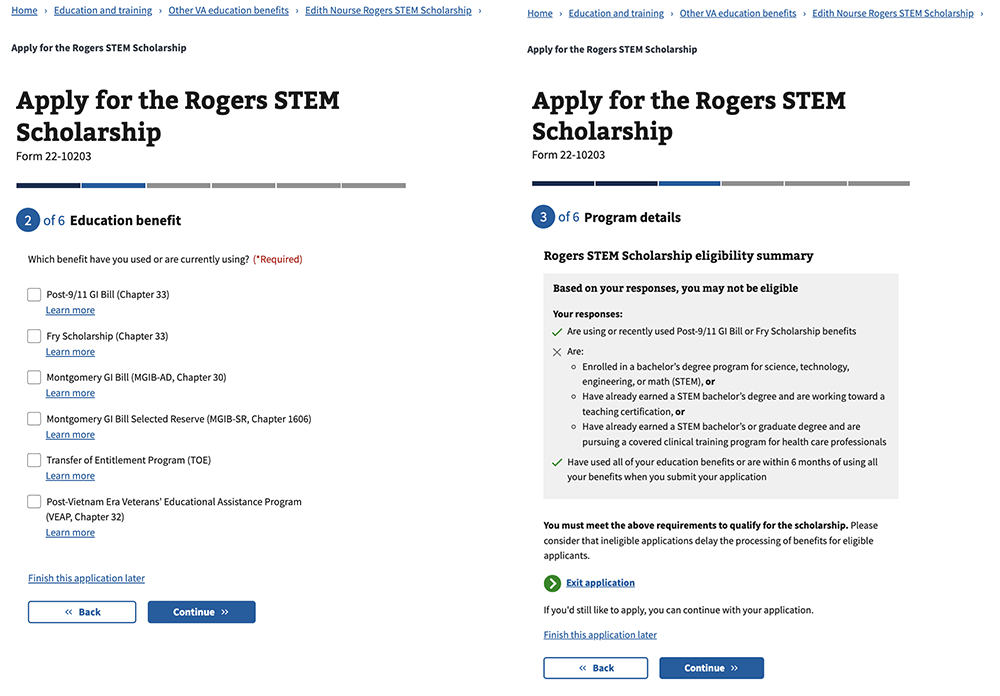 Home › Education and training › Other VA education benefits › Edith Nourse Rogers STEM Scholarship ›
Apply for the Rogers STEM Scholarship
Apply for the Rogers STEM
Scholarship
Form 22-10203
2 of 6 Education benefit
Which benefit have you used or are currently using? (*Required)
Post-9/11 GI Bill (Chapter 33)
Learn more
Fry Scholarship (Chapter 33)
Learn more
Montgomery GI Bill (MGIB-AD, Chapter 30)
Learn more
Montgomery GI Bill Selected Reserve (MGIB-SR, Chapter 1606)
Learn more
Transfer of Entitlement Program (TOE)
Learn more
Post-Vietnam Era Veterans' Educational Assistance Program
(VEAP, Chapter 32)
Learn more
Finish this application later
« Back
Continue »
Home › Education and training › Other VA education benefits › Edith Nourse Rogers STEM Scholarship ›
Apply for the Rogers STEM Scholarship
Apply for the Rogers STEM
Scholarship
Form 22-10203
3 of 6 Program details
Rogers STEM Scholarship eligibility summary
Based on your responses, you may not be eligible
Your responses:
Are using or recently used Post-9/11 GI Bill or Fry Scholarship benefits
Are:
Enrolled in a bachelor's degree program for science, technology,
engineering, or math (STEM), or
Have already earned a STEM bachelor's degree and are working toward a
teaching certification, or
Have already earned a STEM bachelor's or graduate degree and are
pursuing a covered clinical training program for health care professionals
Have used all of your education benefits or are within 6 months of using all
your benefits when you submit your application
You must meet the above requirements to qualify for the scholarship. Please
consider that ineligible applications delay the processing of benefits for eligible
applicants.
Exit application
If you'd still like to apply, you can continue with your application.
Finish this application later
« Back
Continue »